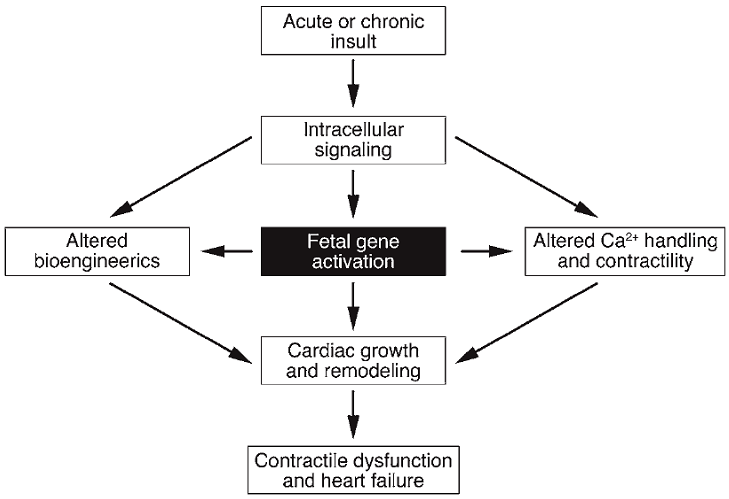 Acute or chronic
insult
Intracellular
signaling
Altered
bioengineerics
Fetal gene
activation
Altered Ca²⁺ handling
and contractility
Cardiac growth
and remodeling
Contractile dysfunction
and heart failure